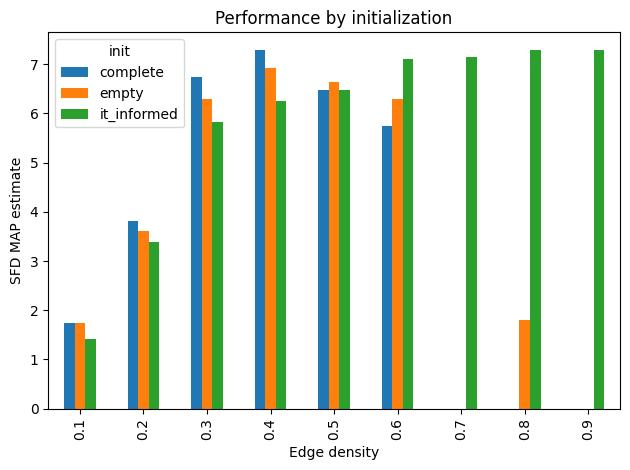 Performance by initialization
init
complete
empty
it_informed
7
6
5
4
3
2
1
0
SFD MAP estimate
0.1 0.2 0.3 0.4 0.5 0.6 0.7 0.8 0.9
Edge density